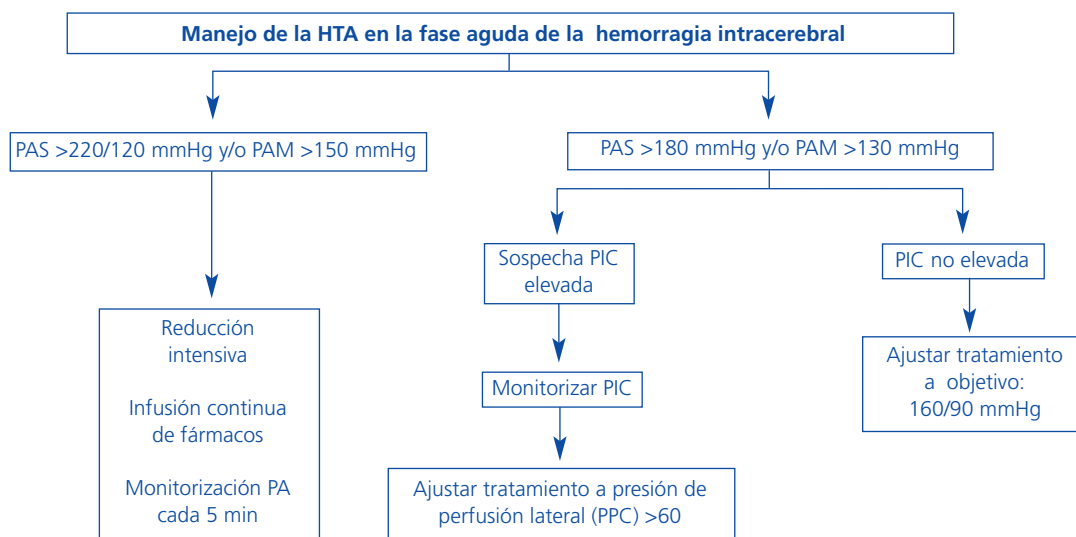 Manejo de la HTA en la fase aguda de la hemorragia intracerebral
PAS >220/120 mmHg y/o PAM >150 mmHg
PAS >180 mmHg y/o PAM >130 mmHg
Sospecha PIC
elevada
PIC no elevada
Reducción
intensiva
Infusión continua
de fármacos
Monitorización PA
cada 5 min
Monitorizar PIC
Ajustar tratamiento
a objetivo:
160/90 mmHg
Ajustar tratamiento a presión de
perfusión lateral (PPC) >60